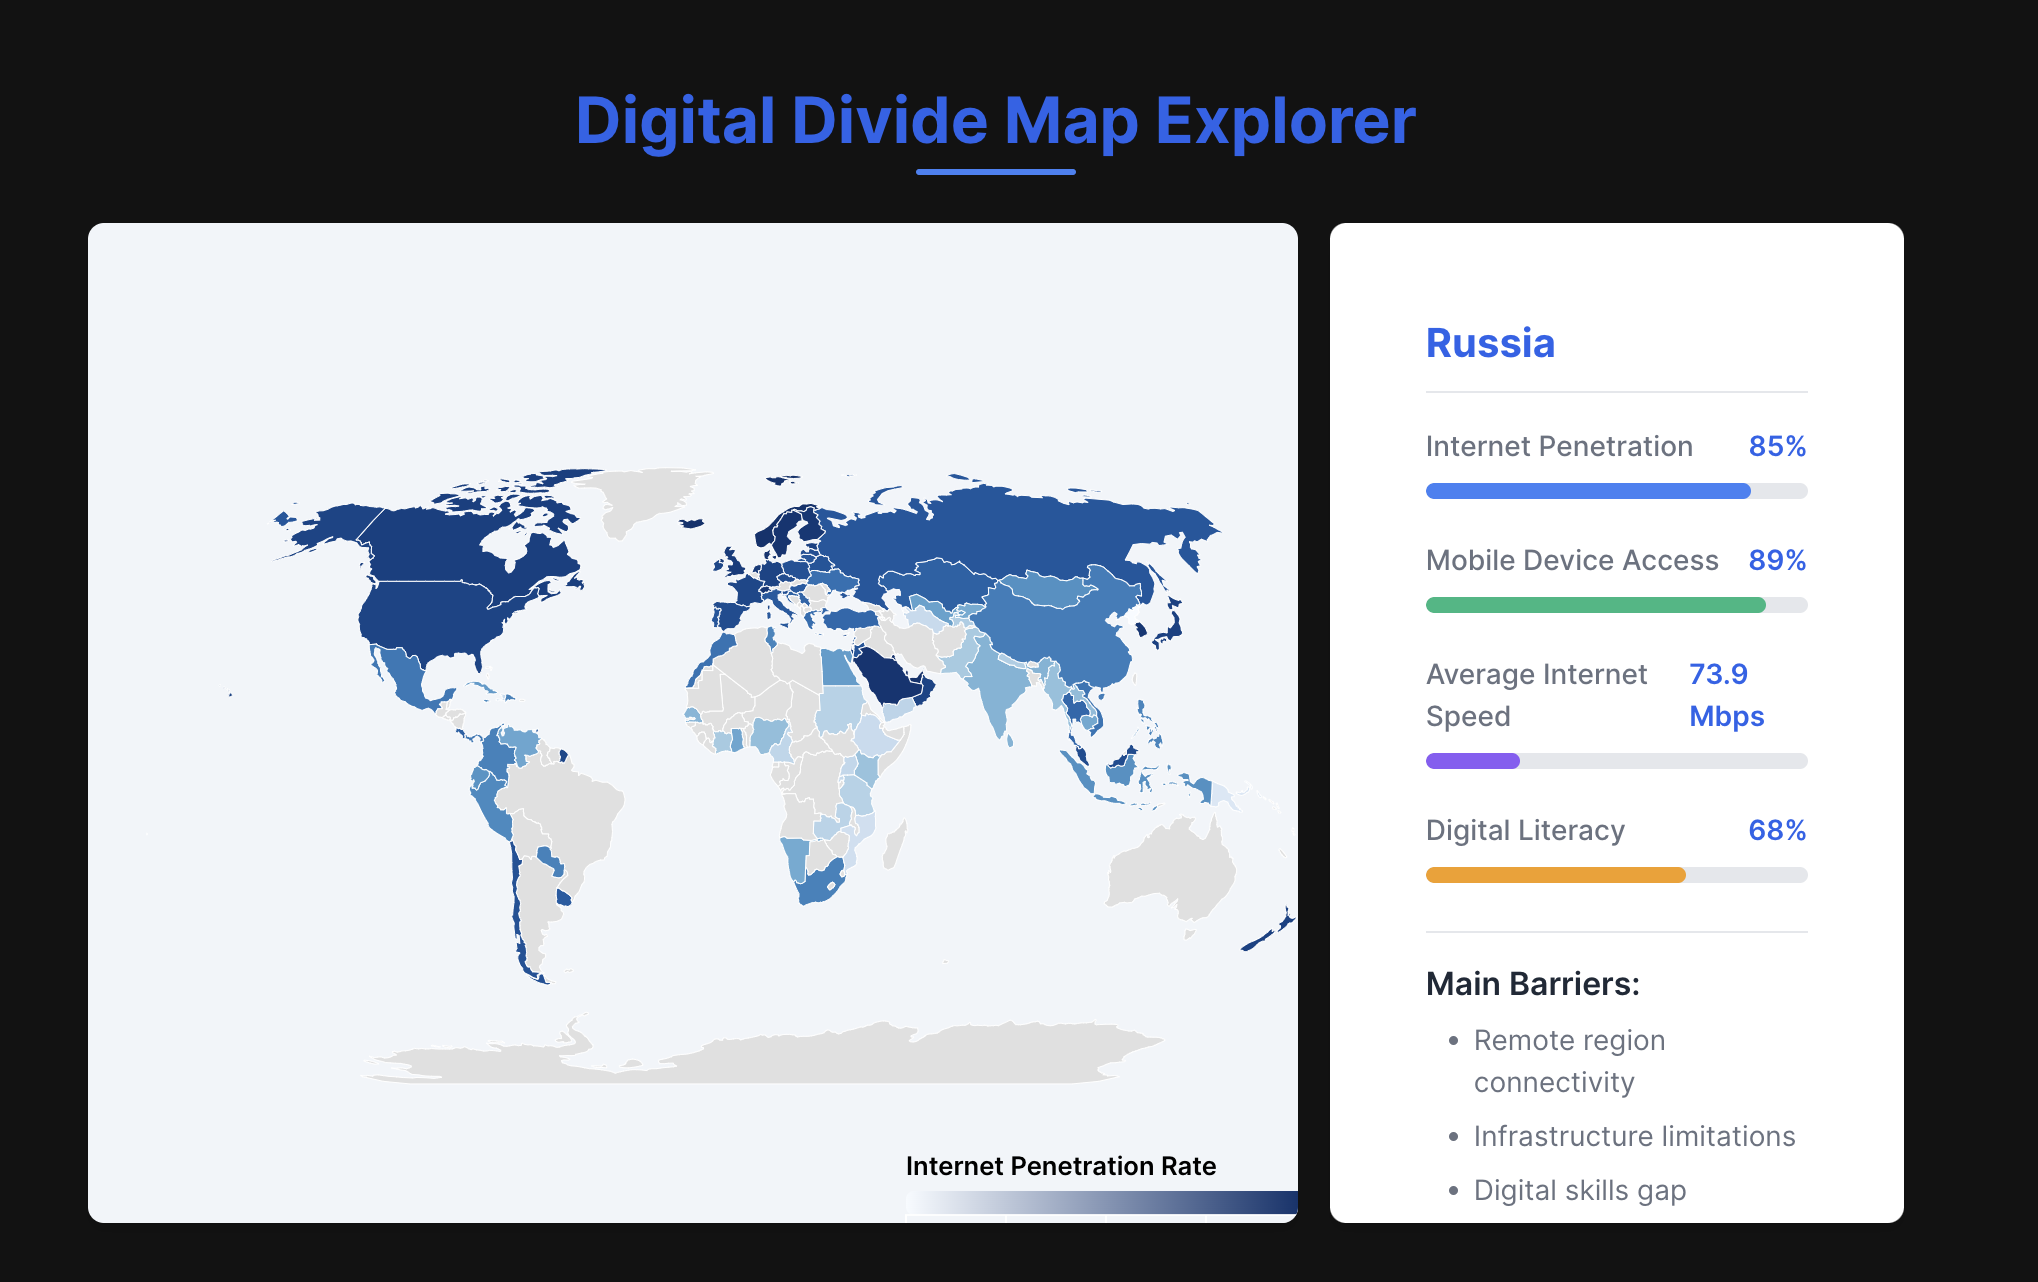 Digital Divide Map Explorer
Internet Penetration Rate
Russia
Internet Penetration 85%
Mobile Device Access 89%
Average Internet 73.9
Speed Mbps
Digital Literacy 68%
Main Barriers:
Remote region
connectivity
Infrastructure limitations
Digital skills gap